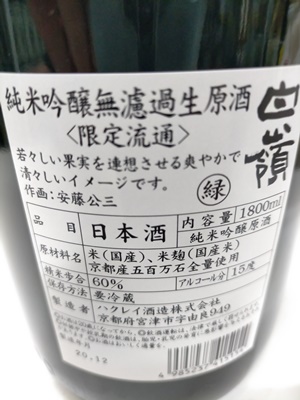 白嶺
純米吟醸無濾過生原酒
〈限定流通〉
若々しい果実を連想させる爽やかで
清々しいイメージです。
作画:安藤公三
緑
品目 日本酒 内容量 1800ml
純米吟醸原酒
原材料名 米(国産)、米麹(国産米)
京都産五百万石全量使用
精米歩合 60% アルコール分 15度
保存方法 要冷蔵
製造者 ハクレイ酒造株式会社
京都府宮津市字由良949
20.12